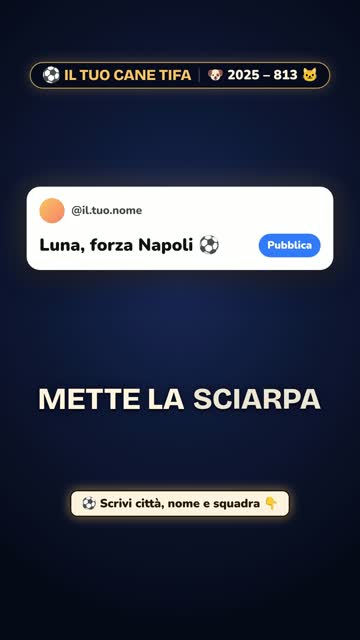 ⚽ IL TUO CANE TIFA | 🐶 2025 – 813 🐱
@il.tuo.nome
Luna, forza Napoli ⚽
Pubblica
METTE LA SCIARPA
⚽ Scrivi città, nome e squadra 👇